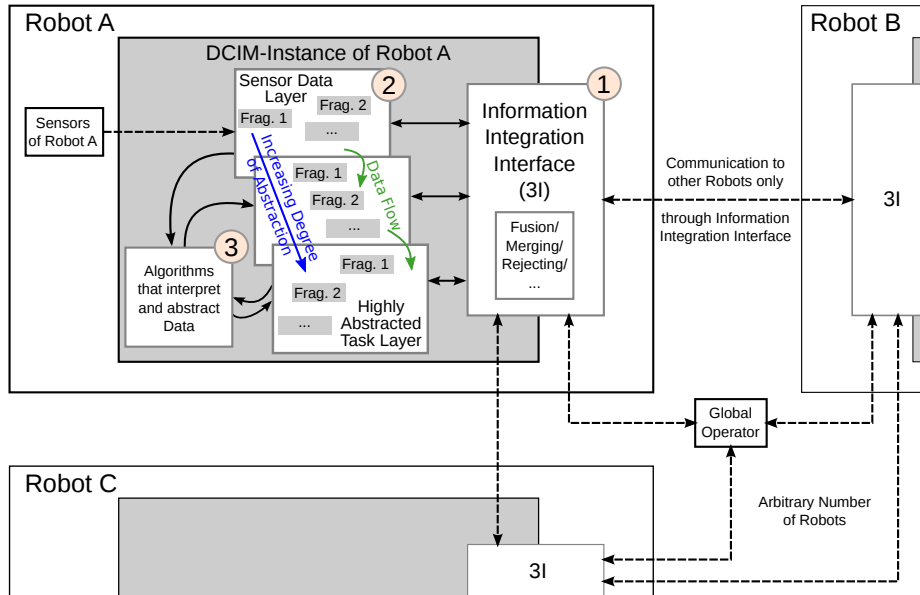 Robot A
DCIM-Instance of Robot A
Sensor Data
Layer
2
Frag. 1
Frag. 2
...
Sensors
of Robot A
Increasing Degree
of Abstraction
Data Flow
Frag. 1
Frag. 2
...
3
Algorithms
that interpret
and abstract
Data
Frag. 1
Frag. 2
...
Highly
Abstracted
Task Layer
1
Information
Integration
Interface
(3I)
Fusion/
Merging/
Rejecting/
...
Communication to
other Robots only
through Information
Integration Interface
Robot B
3I
Global
Operator
Arbitrary Number
of Robots
Robot C
3I